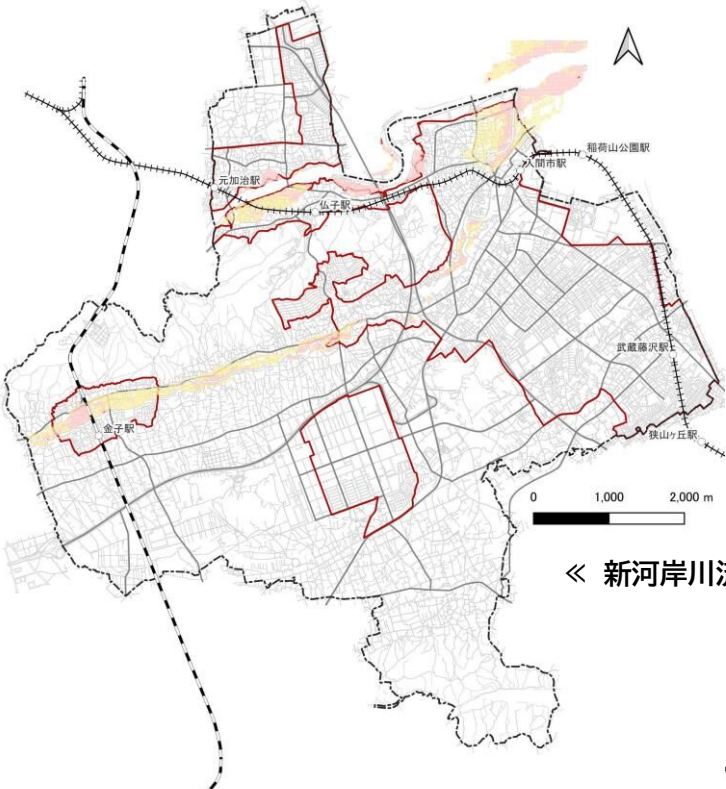 稲荷山公園駅
入間市駅
元加治駅
仏子駅
武蔵藤沢駅
金子駅
狭山ヶ丘駅
0 1,000 2,000 m
≪ 新河岸川